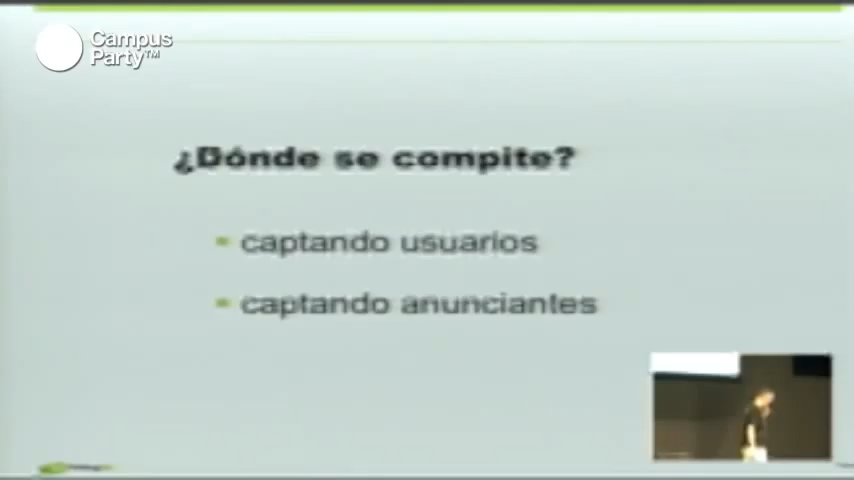 Campus
Party™
¿Dónde se compite?
captando usuarios
captando anunciantes